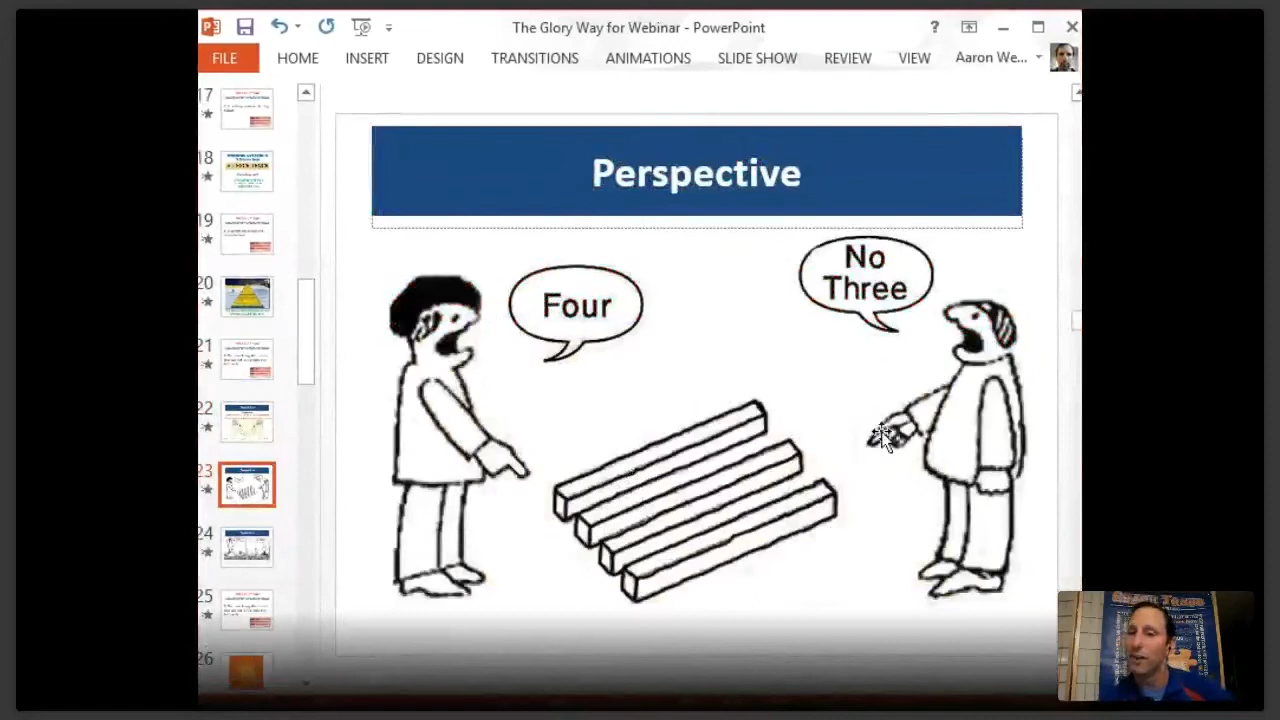 The Glory Way for Webinar - PowerPoint
?
FILE
HOME
INSERT
DESIGN
TRANSITIONS
ANIMATIONS
SLIDE SHOW
REVIEW
VIEW
Aaron We...
17
18
19
20
21
22
23
24
25
26
Perspective
Four
No
Three